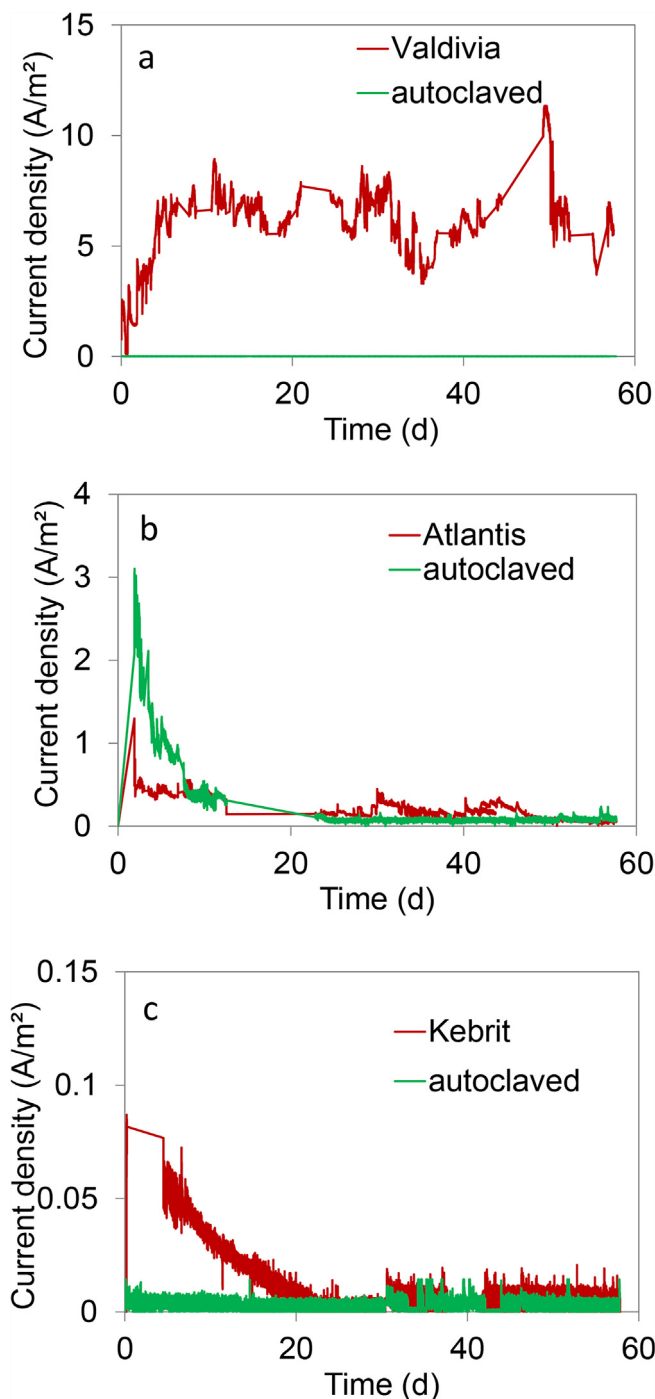 a
Valdivia
autoclaved
Current density (A/m²)
15
10
5
0
0 20 40 60
Time (d)
b
Atlantis
autoclaved
Current density (A/m²)
4
3
2
1
0
0 20 40 60
Time (d)
c
Kebrit
autoclaved
Current density (A/m²)
0.15
0.1
0.05
0
0 20 40 60
Time (d)